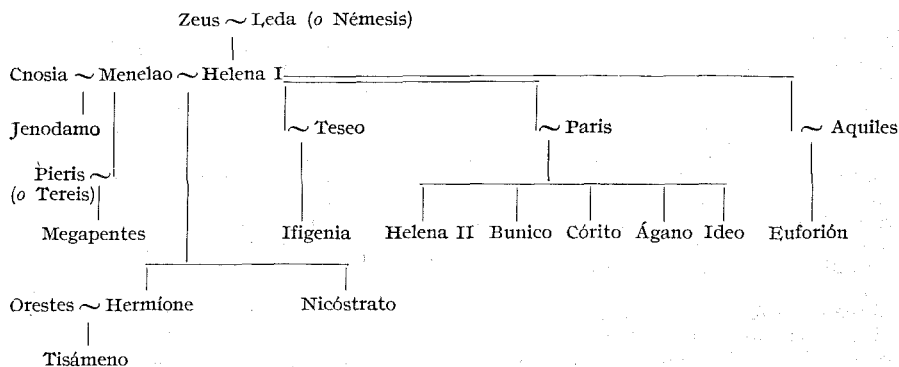 Zeus ~ Leda (o Némesis)
Cnosia ~ Menelao ~ Helena I
Jenodamo
~ Teseo
~ Paris
~ Aquiles
Pieris ~
(o Tereis)
Megapentes
Ifigenia
Helena II Bunico Córito Ágano Ideo
Euforión
Orestes ~ Hermíone
Nicóstrato
Tisámeno